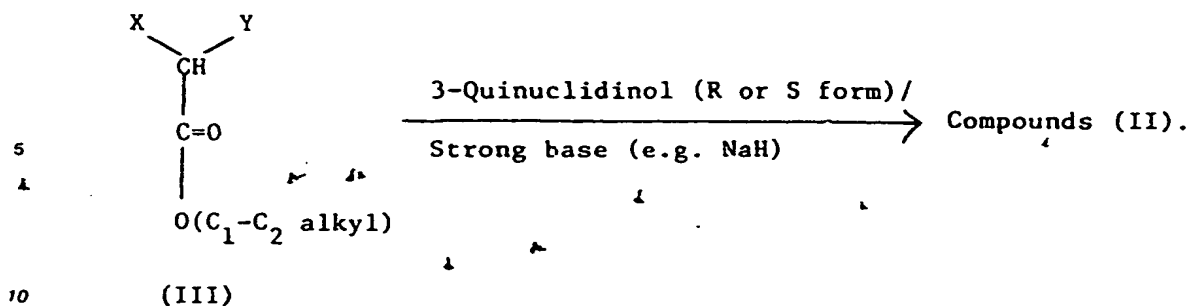 X Y
CH
3-Quinuclidinol (R or S form)/
C=O
Compounds (II).
5
Strong base (e.g. NaH)
O(C1-C2 alkyl)
10 (III)